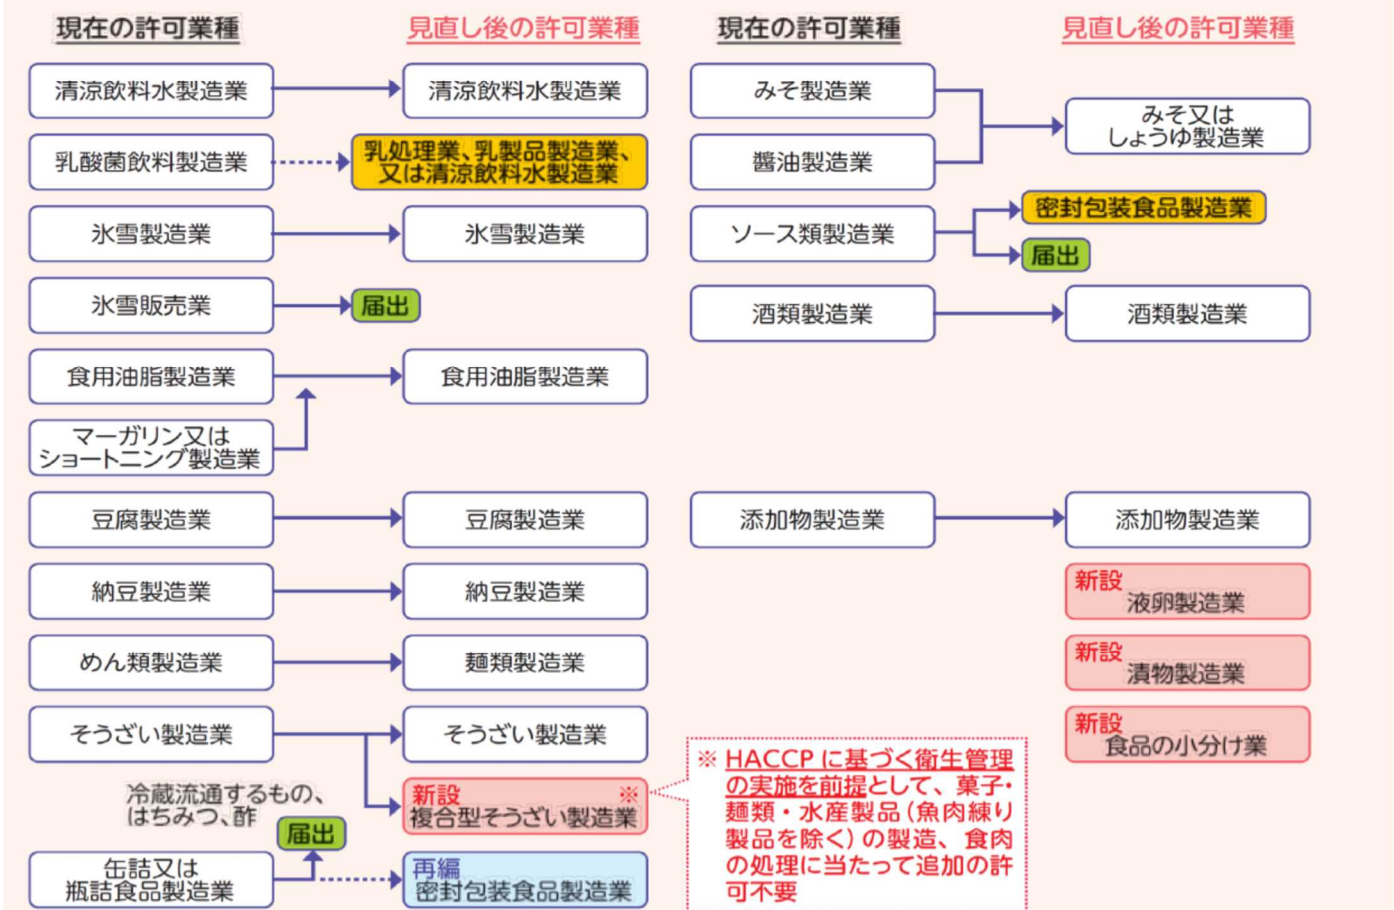 現在の許可業種
見直し後の許可業種
清涼飲料水製造業
清涼飲料水製造業
乳酸菌飲料製造業
乳処理業、乳製品製造業、
又は清涼飲料水製造業
氷雪製造業
氷雪製造業
氷雪販売業
届出
食用油脂製造業
食用油脂製造業
マーガリン又は
ショートニング製造業
豆腐製造業
豆腐製造業
納豆製造業
納豆製造業
めん類製造業
麺類製造業
そうざい製造業
そうざい製造業
新設 ※
複合型そうざい製造業
冷蔵流通するもの、
はちみつ、酢
届出
缶詰又は
瓶詰食品製造業
再編
密封包装食品製造業
現在の許可業種
見直し後の許可業種
みそ製造業
醬油製造業
みそ又は
しょうゆ製造業
ソース類製造業
密封包装食品製造業
届出
酒類製造業
酒類製造業
添加物製造業
添加物製造業
新設
液卵製造業
新設
漬物製造業
新設
食品の小分け業
※ HACCP に基づく衛生管理
の実施を前提として、菓子・
麺類・水産製品(魚肉練り
製品を除く)の製造、食肉
の処理に当たって追加の許
可不要